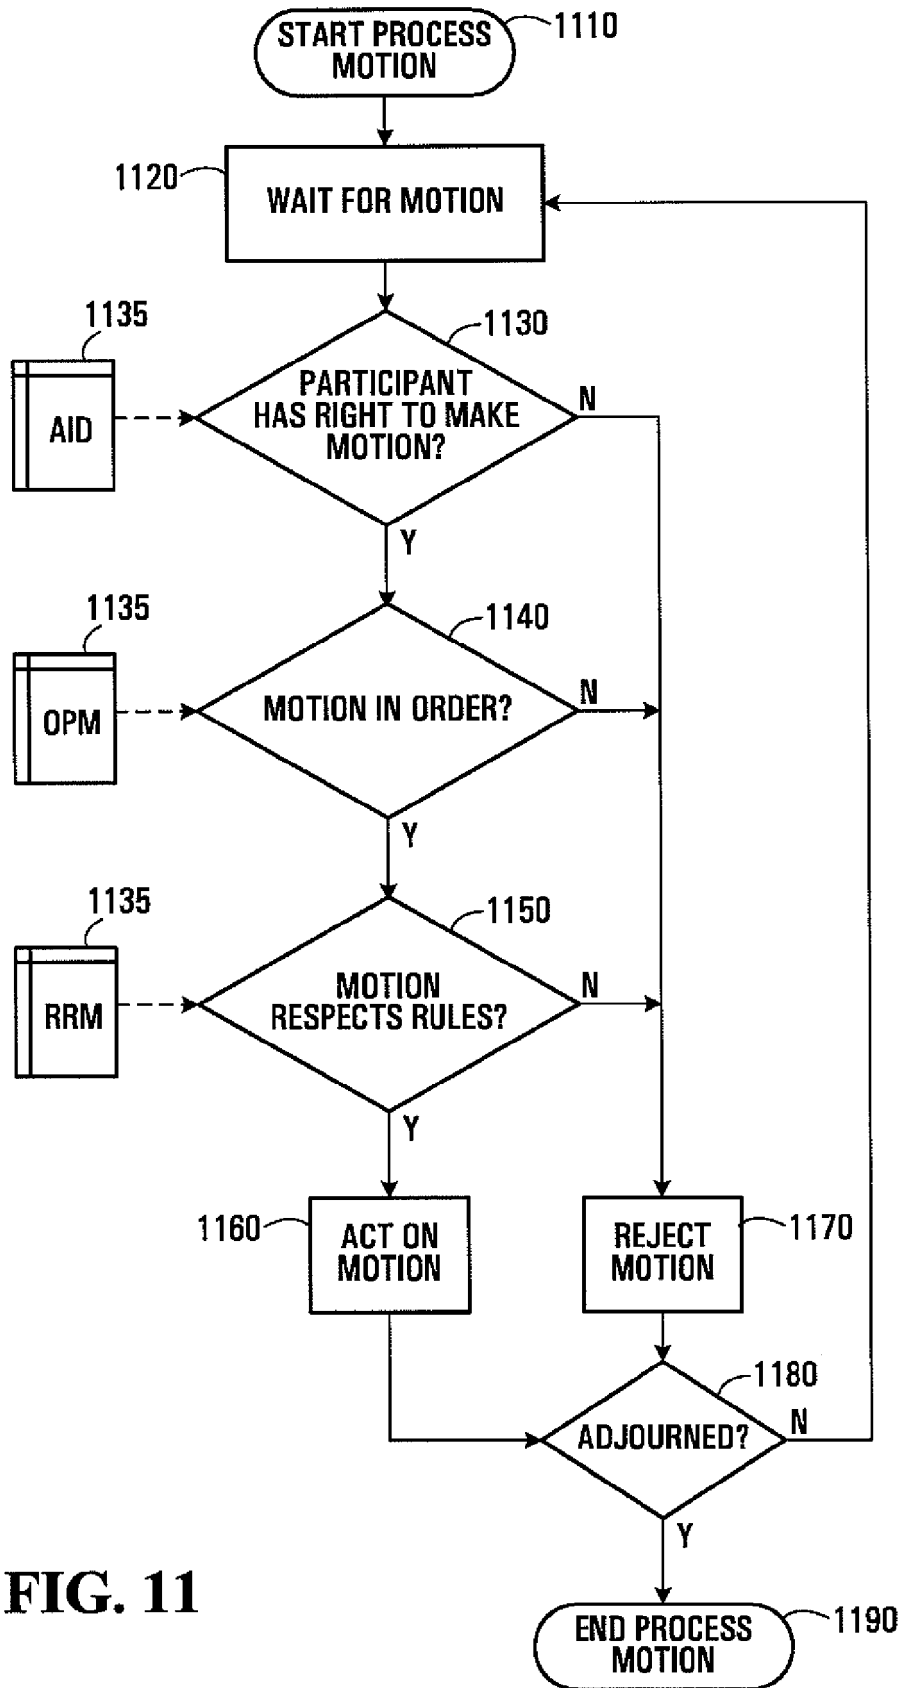 START PROCESS
MOTION
1110
1120
WAIT FOR MOTION
1135
AID
1130
PARTICIPANT
HAS RIGHT TO MAKE
MOTION?
N
Y
1135
OPM
1140
MOTION IN ORDER?
N
Y
1135
RRM
1150
MOTION
RESPECTS RULES?
N
Y
1160
ACT ON
MOTION
REJECT
MOTION
1170
1180
ADJOURNED?
N
Y
FIG. 11
END PROCESS
MOTION
1190